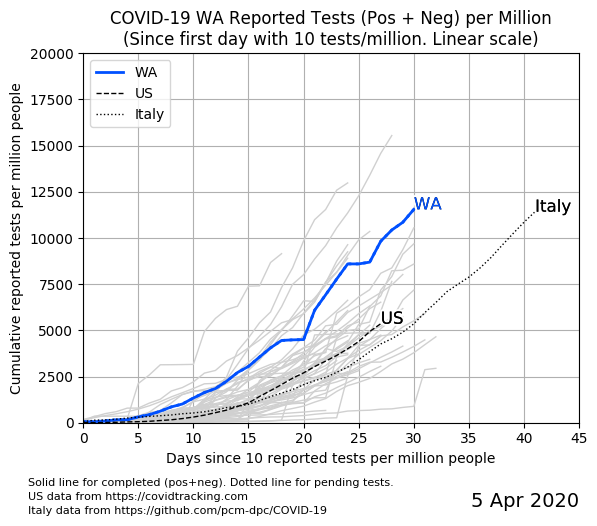 COVID-19 WA Reported Tests (Pos + Neg) per Million
(Since first day with 10 tests/million. Linear scale)
Cumulative reported tests per million people
20000
17500
15000
12500
10000
7500
5000
2500
0
WA
US
Italy
WA
Italy
US
0 5 10 15 20 25 30 35 40 45
Days since 10 reported tests per million people
Solid line for completed (pos+neg). Dotted line for pending tests.
US data from https://covidtracking.com
Italy data from https://github.com/pcm-dpc/COVID-19
5 Apr 2020